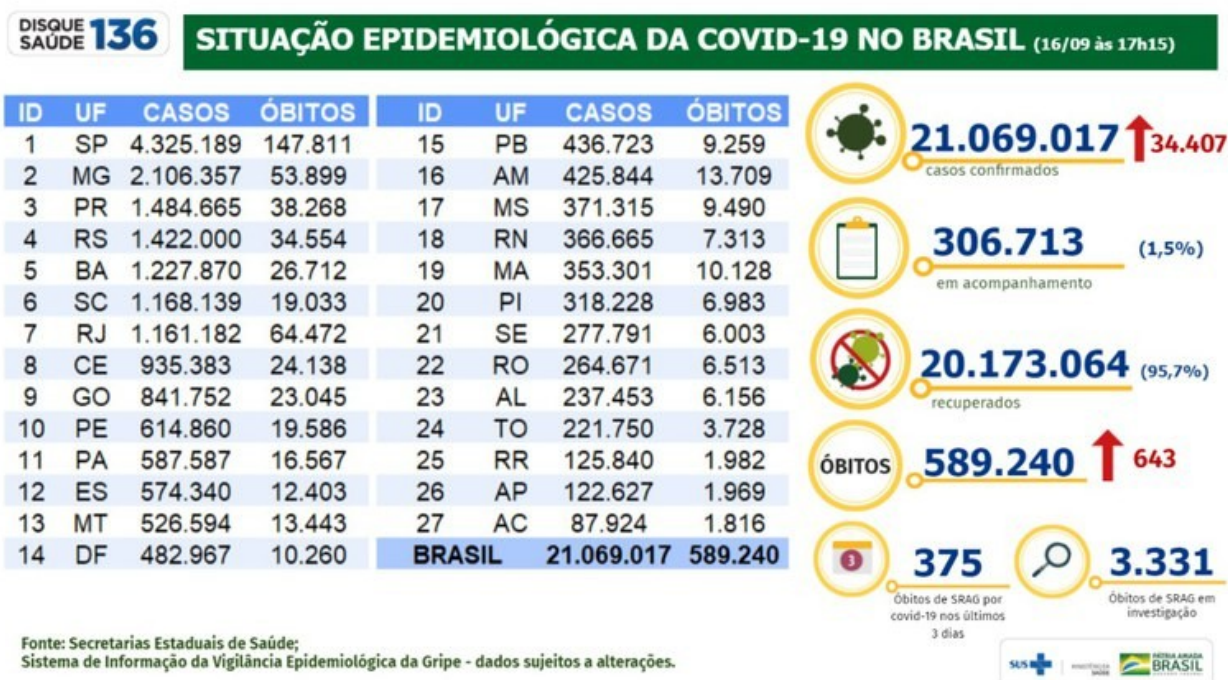 DISQUE
SAÚDE 136
SITUAÇÃO EPIDEMIOLÓGICA DA COVID-19 NO BRASIL (16/09 às 17h15)
ID UF CASOS ÓBITOS ID UF CASOS ÓBITOS
1 SP 4.325.189 147.811 15 PB 436.723 9.259
2 MG 2.106.357 53.899 16 AM 425.844 13.709
3 PR 1.484.665 38.268 17 MS 371.315 9.490
4 RS 1.422.000 34.554 18 RN 366.665 7.313
5 BA 1.227.870 26.712 19 MA 353.301 10.128
6 SC 1.168.139 19.033 20 PI 318.228 6.983
7 RJ 1.161.182 64.472 21 SE 277.791 6.003
8 CE 935.383 24.138 22 RO 264.671 6.513
9 GO 841.752 23.045 23 AL 237.453 6.156
10 PE 614.860 19.586 24 TO 221.750 3.728
11 PA 587.587 16.567 25 RR 125.840 1.982
12 ES 574.340 12.403 26 AP 122.627 1.969
13 MT 526.594 13.443 27 AC 87.924 1.816
14 DF 482.967 10.260 BRASIL 21.069.017 589.240
21.069.017 34.407
casos confirmados
306.713 (1,5%)
em acompanhamento
20.173.064 (95,7%)
recuperados
ÓBITOS 589.240 643
3 375
Óbitos de SRAG por
covid-19 nos últimos
3 dias
3.331
Óbitos de SRAG em
investigação
Fonte: Secretarias Estaduais de Saúde;
Sistema de Informação da Vigilância Epidemiológica da Gripe - dados sujeitos a alterações.
SUS
PÁTRIA AMADA
BRASIL